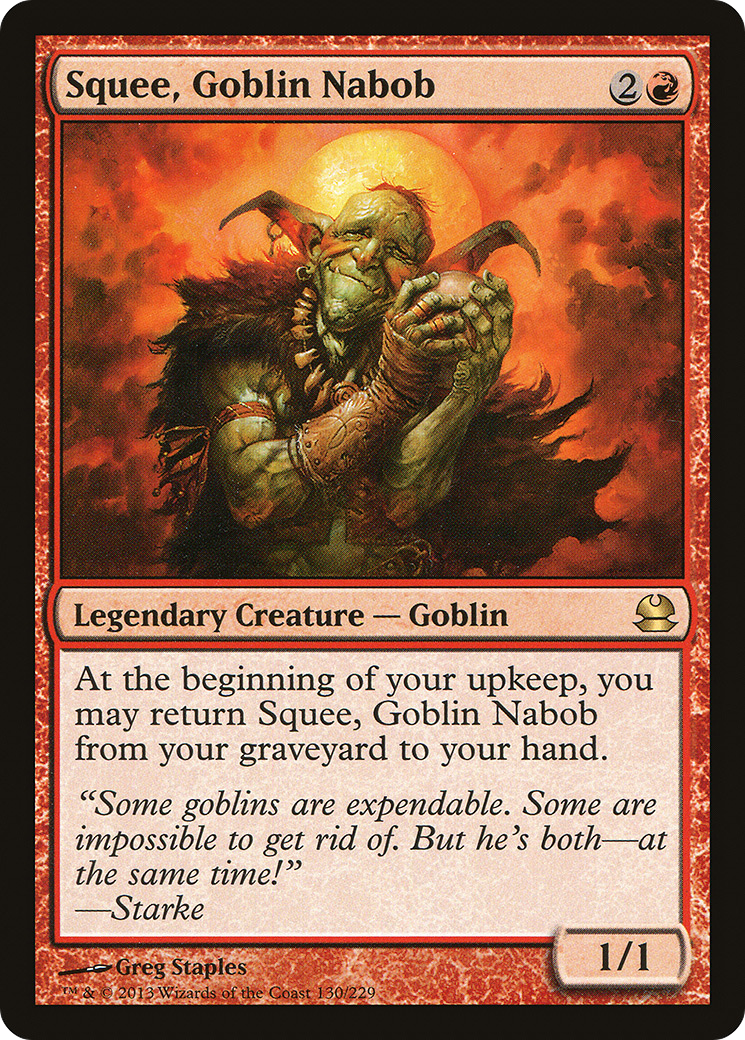 Squee, Goblin Nabob
2
Legendary Creature — Goblin
At the beginning of your upkeep, you
may return Squee, Goblin Nabob
from your graveyard to your hand.
“Some goblins are expendable. Some are
impossible to get rid of. But he’s both—at
the same time!”
—Starke
1/1
Greg Staples
™ & © 2013 Wizards of the Coast 130/229